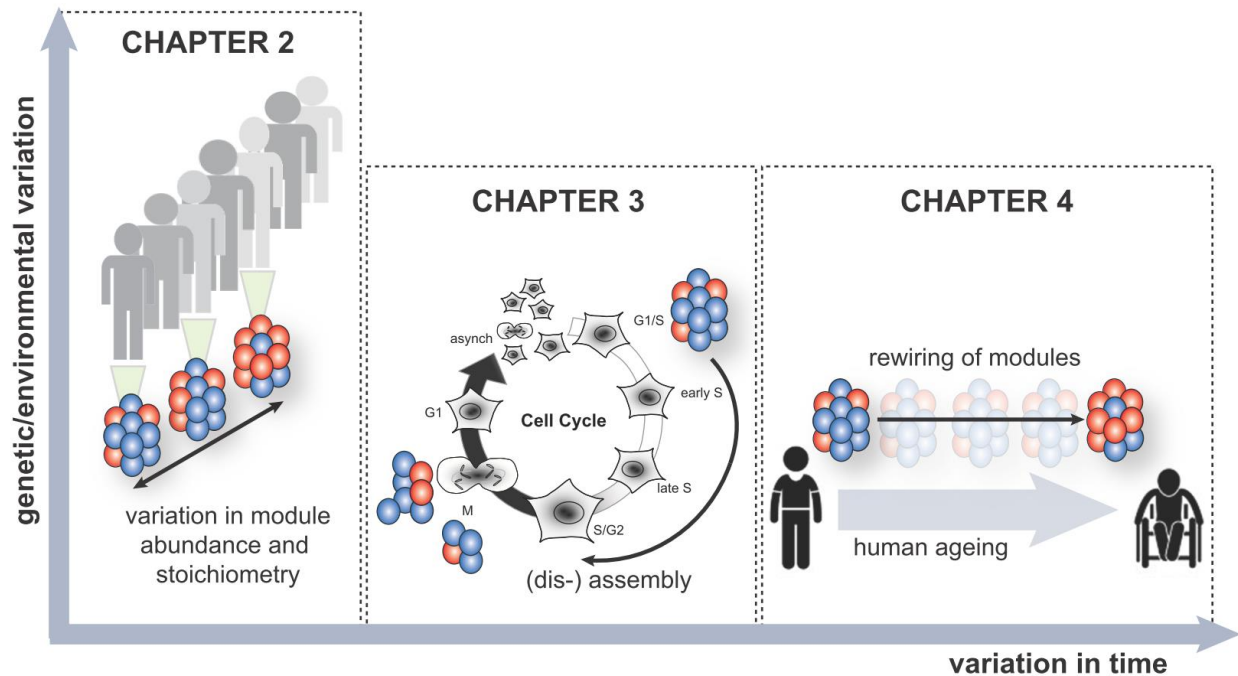 CHAPTER 2
genetic/environmental variation
variation in module
abundance and
stoichiometry
CHAPTER 3
asynch
G1/S
early S
late S
S/G2
M
G1
Cell Cycle
(dis-) assembly
CHAPTER 4
rewiring of modules
human ageing
variation in time